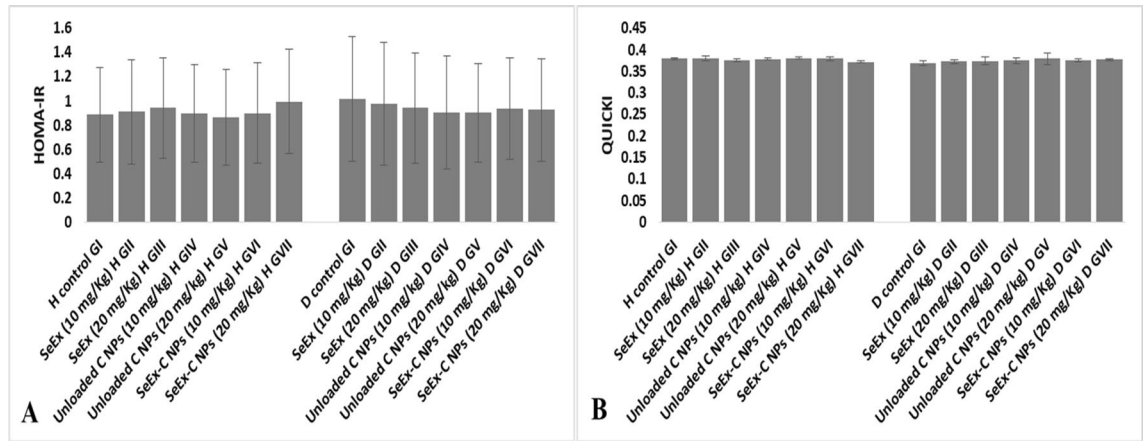 1.6
1.4
1.2
1
0.8
0.6
0.4
0.2
0
HOMA-IR
H control GI
SeEx (10 mg/Kg) H GII
SeEx (20 mg/Kg) H GIII
Unloaded C NPs (10 mg/kg) H GIV
Unloaded C NPs (20 mg/kg) H GV
SeEx-C NPs (10 mg/Kg) H GVI
SeEx-C NPs (20 mg/Kg) H GVII
D control GI
SeEx (10 mg/Kg) D GII
SeEx (20 mg/Kg) D GIII
Unloaded C NPs (10 mg/kg) D GIV
Unloaded C NPs (20 mg/kg) D GV
SeEx-C NPs (10 mg/Kg) D GVI
SeEx-C NPs (20 mg/Kg) D GVII
A
0.45
0.4
0.35
0.3
0.25
0.2
0.15
0.1
0.05
0
QUICKI
H control GI
SeEx (10 mg/Kg) H GII
SeEx (20 mg/Kg) H GIII
Unloaded C NPs (10 mg/kg) H GIV
Unloaded C NPs (20 mg/kg) H GV
SeEx-C NPs (10 mg/Kg) H GVI
SeEx-C NPs (20 mg/Kg) H GVII
D control GI
SeEx (10 mg/Kg) D GII
SeEx (20 mg/Kg) D GIII
Unloaded C NPs (10 mg/kg) D GIV
Unloaded C NPs (20 mg/kg) D GV
SeEx-C NPs (10 mg/Kg) D GVI
SeEx-C NPs (20 mg/Kg) D GVII
B